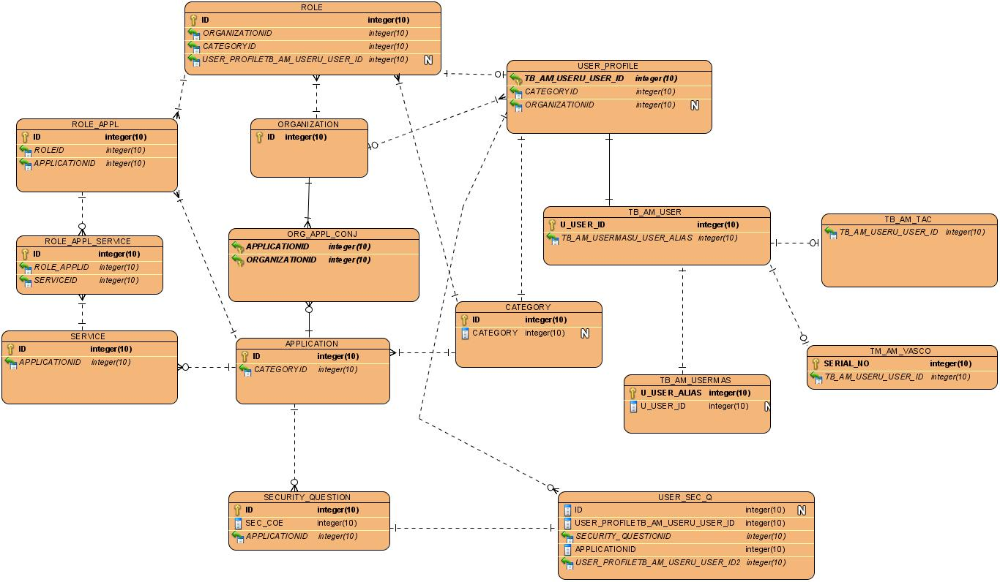 ROLE
ID integer(10)
ORGANIZATIONID integer(10)
CATEGORYID integer(10)
USER_PROFILETB_AM_USERU_USER_ID integer(10) N
USER_PROFILE
TB_AM_USERU_USER_ID integer(10)
CATEGORYID integer(10)
ORGANIZATIONID integer(10) N
ROLE_APPL
ID integer(10)
ROLEID integer(10)
APPLICATIONID integer(10)
ORGANIZATION
ID integer(10)
TB_AM_USER
U_USER_ID integer(10)
TB_AM_USERMASU_USER_ALIAS integer(10)
TB_AM_TAC
TB_AM_USERU_USER_ID integer(10)
ROLE_APPL_SERVICE
ID integer(10)
ROLE_APPLID integer(10)
SERVICEID integer(10)
ORG_APPL_CONJ
APPLICATIONID integer(10)
ORGANIZATIONID integer(10)
CATEGORY
ID integer(10)
CATEGORY integer(10) N
SERVICE
ID integer(10)
APPLICATIONID integer(10)
APPLICATION
ID integer(10)
CATEGORYID integer(10)
TM_AM_VASCO
SERIAL_NO integer(10)
TB_AM_USERU_USER_ID integer(10)
TB_AM_USERMAS
U_USER_ALIAS integer(10)
U_USER_ID integer(10) N
SECURITY_QUESTION
ID integer(10)
SEC_COE integer(10)
APPLICATIONID integer(10)
USER_SEC_Q
ID integer(10) N
USER_PROFILETB_AM_USERU_USER_ID integer(10)
SECURITY_QUESTIONID integer(10)
APPLICATIONID integer(10)
USER_PROFILETB_AM_USERU_USER_ID2 integer(10)